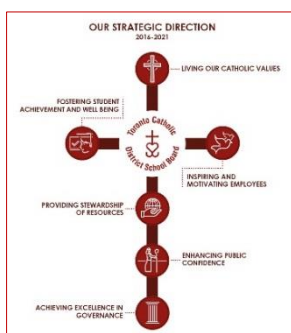 OUR STRATEGIC DIRECTION
2016-2021
LIVING OUR CATHOLIC VALUES
FOSTERING STUDENT
ACHIEVEMENT AND WELL BEING
Toronto Catholic
District School Board
INSPIRING AND
MOTIVATING EMPLOYEES
PROVIDING STEWARDSHIP
OF RESOURCES
ENHANCING PUBLIC
CONFIDENCE
ACHIEVING EXCELLENCE IN
GOVERNANCE